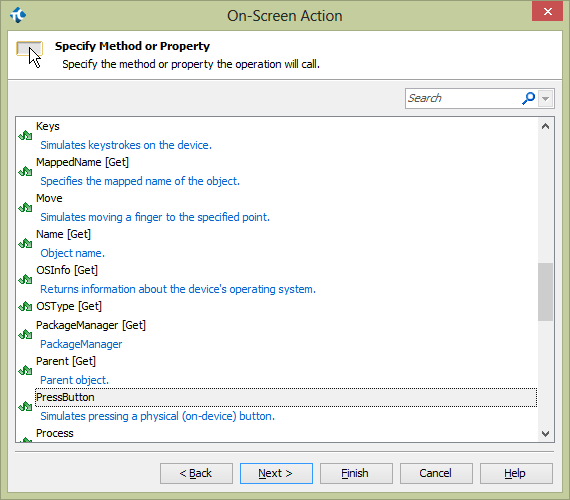 On-Screen Action
Specify Method or Property
Specify the method or property the operation will call.
Search
Keys
Simulates keystrokes on the device.
MappedName [Get]
Specifies the mapped name of the object.
Move
Simulates moving a finger to the specified point.
Name [Get]
Object name.
OSInfo [Get]
Returns information about the device's operating system.
OSType [Get]
PackageManager [Get]
PackageManager
Parent [Get]
Parent object.
PressButton
Simulates pressing a physical (on-device) button.
Process
< Back
Next >
Finish
Cancel
Help